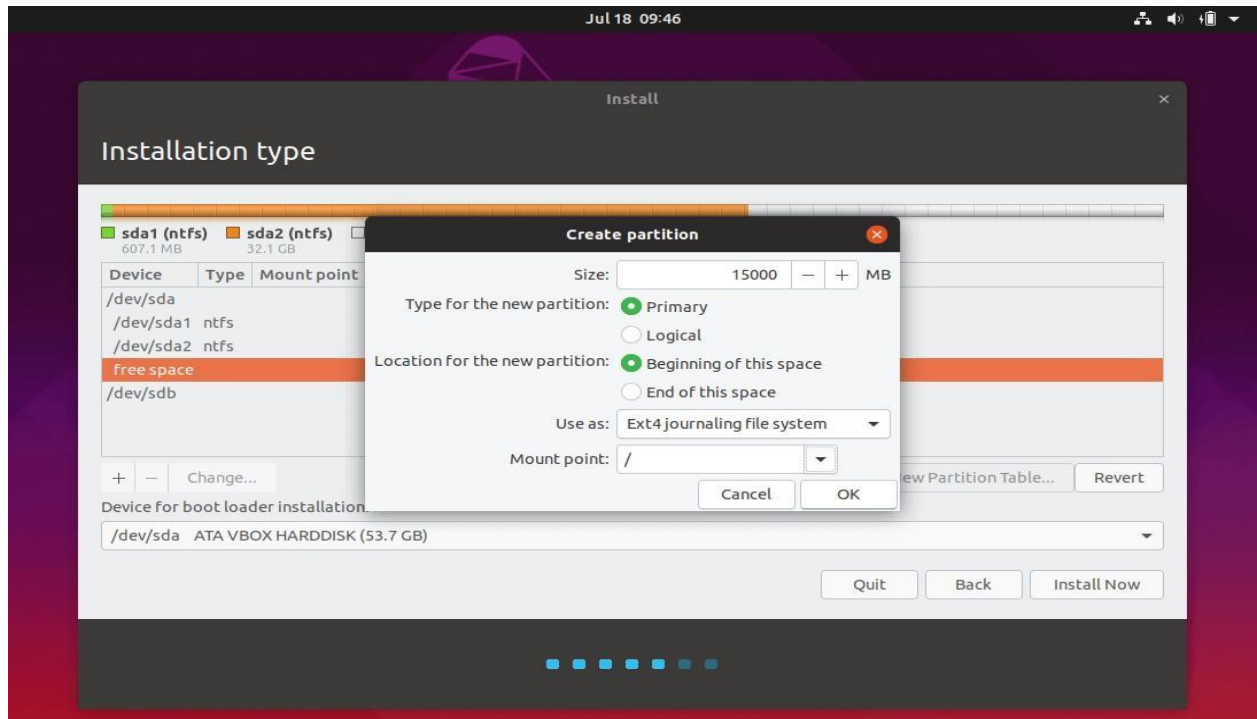 Jul 18 09:46
Install
Installation type
sda1 (ntfs) sda2 (ntfs)
607.1 MB 32.1 GB
Device Type Mount point
/dev/sda
/dev/sda1 ntfs
/dev/sda2 ntfs
free space
/dev/sdb
Create partition
Size: 15000 - + MB
Type for the new partition: Primary
Logical
Location for the new partition: Beginning of this space
End of this space
Use as: Ext4 journaling file system
Mount point: /
Cancel OK
+ - Change... Partition Table... Revert
Device for boot loader installation
/dev/sda ATA VBOX HARDDISK (53.7 GB)
Quit Back Install Now